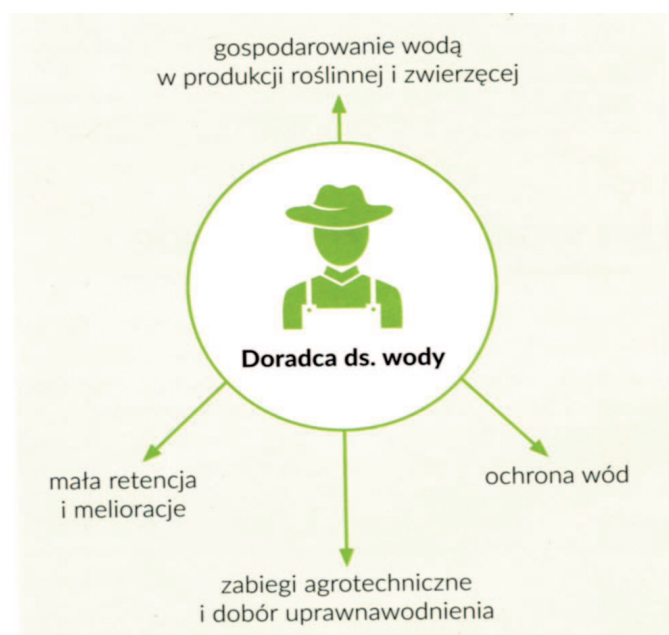 gospodarowanie wodą
w produkcji roślinnej i zwierzęcej
Doradca ds. wody
mała retencja
i melioracje
ochrona wód
zabiegi agrotechniczne
i dobór uprawnawodnienia